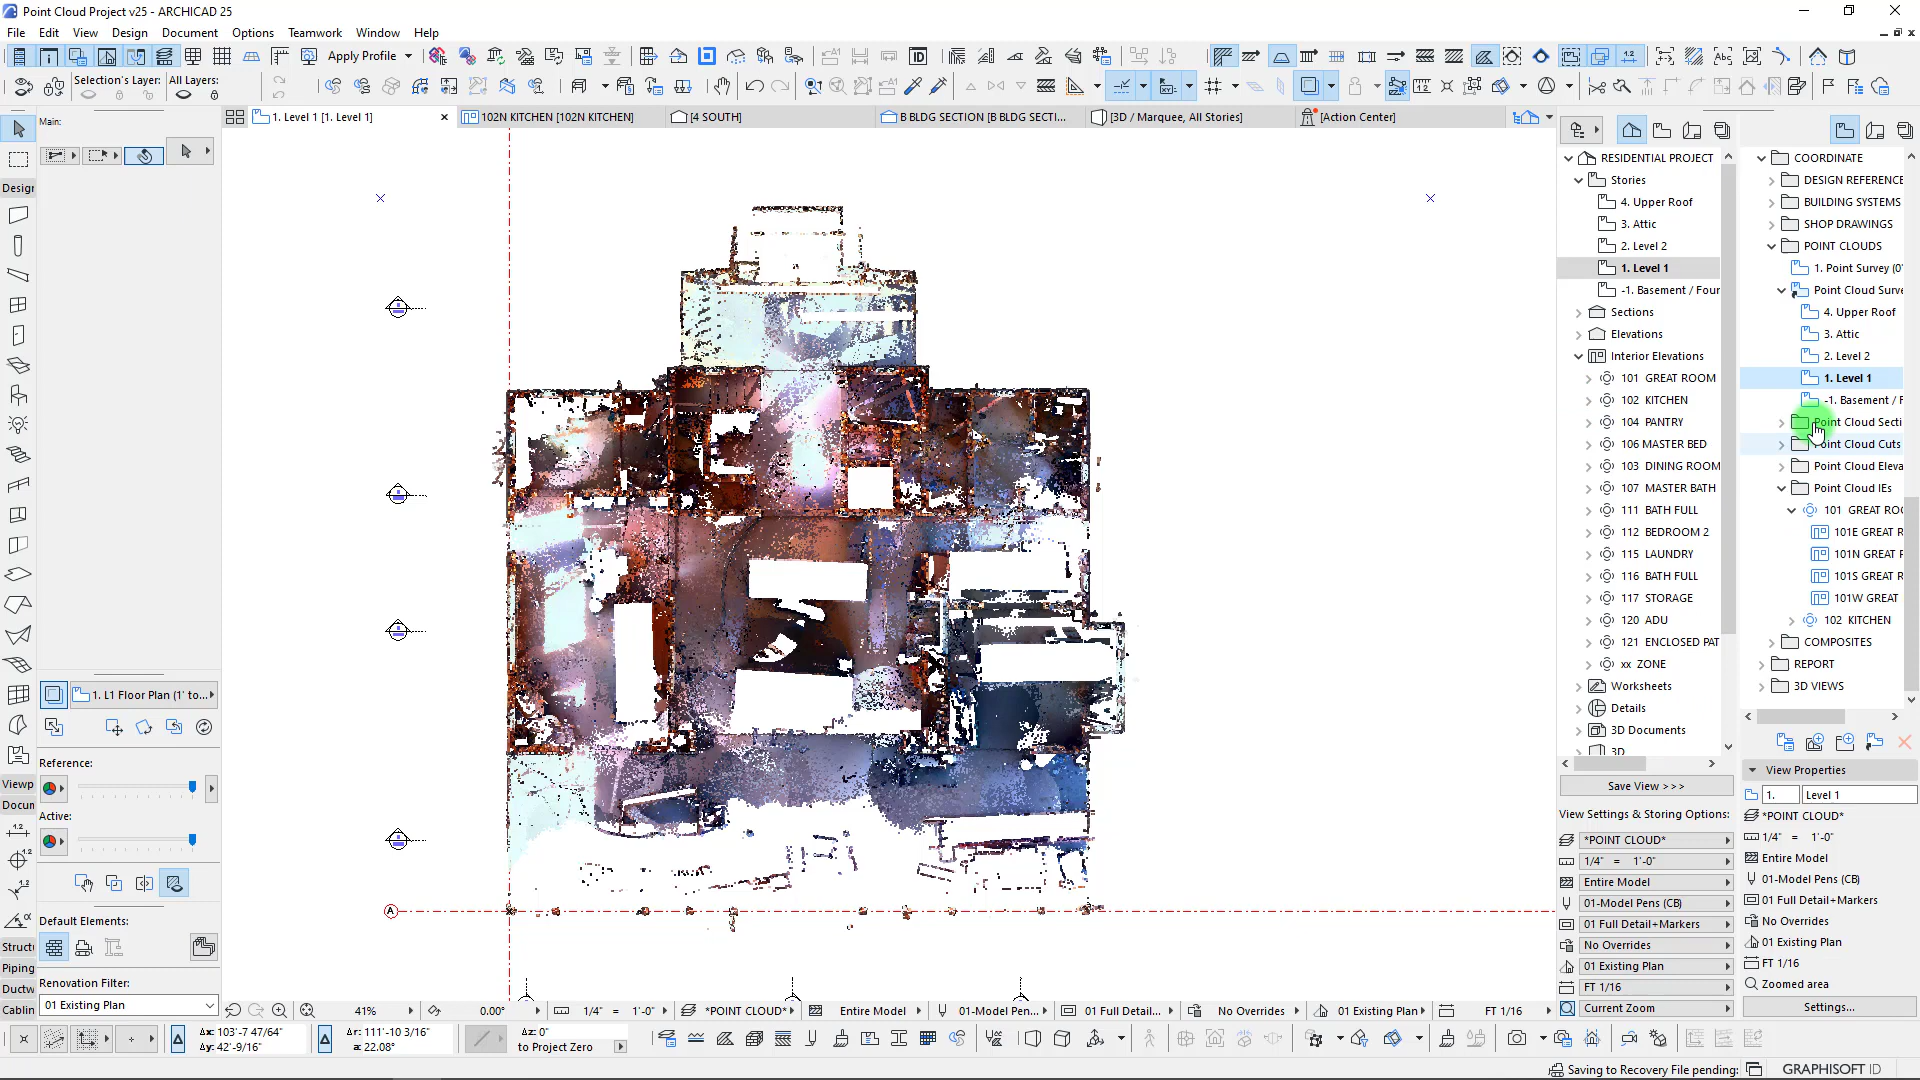 Point Cloud Project v25 - ARCHICAD 25
File Edit View Design Document Options Teamwork Window Help
Apply Profile
Selection's Layer:
All Layers:
Main:
1. Level 1 [1. Level 1]
102N KITCHEN [102N KITCHEN]
[4 SOUTH]
B BLDG SECTION [B BLDG SECTI...
[3D / Marquee, All Stories]
[Action Center]
Design
Viewp
Docun
Struct
Piping
Ductw
Cablin
1. L1 Floor Plan (1' to...
Reference:
Active:
Default Elements:
Renovation Filter:
01 Existing Plan
A
RESIDENTIAL PROJECT
Stories
4. Upper Roof
3. Attic
2. Level 2
1. Level 1
-1. Basement / Four
Sections
Elevations
Interior Elevations
101 GREAT ROOM
102 KITCHEN
104 PANTRY
106 MASTER BED
103 DINING ROOM
107 MASTER BATH
111 BATH FULL
112 BEDROOM 2
115 LAUNDRY
116 BATH FULL
117 STORAGE
120 ADU
121 ENCLOSED PAT
xx ZONE
Worksheets
Details
3D Documents
3D
Save View >>>
View Settings & Storing Options:
*POINT CLOUD*
1/4" = 1'-0"
Entire Model
01-Model Pens (CB)
01 Full Detail+Markers
No Overrides
01 Existing Plan
FT 1/16
Current Zoom
COORDINATE
DESIGN REFERENCE
BUILDING SYSTEMS
SHOP DRAWINGS
POINT CLOUDS
1. Point Survey (0'
Point Cloud Surve
4. Upper Roof
3. Attic
2. Level 2
1. Level 1
-1. Basement / F
Point Cloud Secti
Point Cloud Cuts
Point Cloud Eleva
Point Cloud IEs
101 GREAT ROO
101E GREAT R
101N GREAT R
101S GREAT R
101W GREAT
102 KITCHEN
COMPOSITES
REPORT
3D VIEWS
View Properties
1. Level 1
*POINT CLOUD*
1/4" = 1'-0"
Entire Model
01-Model Pens (CB)
01 Full Detail+Markers
No Overrides
01 Existing Plan
FT 1/16
Zoomed area
Settings...
41% 0.00° 1/4" = 1'-0" *POINT CLOUD* Entire Model 01-Model Pen... 01 Full Detail... No Overrides 01 Existing Plan FT 1/16
Δx: 103'-7 47/64"
Δy: 42'-9/16"
Δr: 111'-10 3/16"
a: 22.08°
Δz: 0"
to Project Zero
Saving to Recovery File pending:
GRAPHISOFT ID